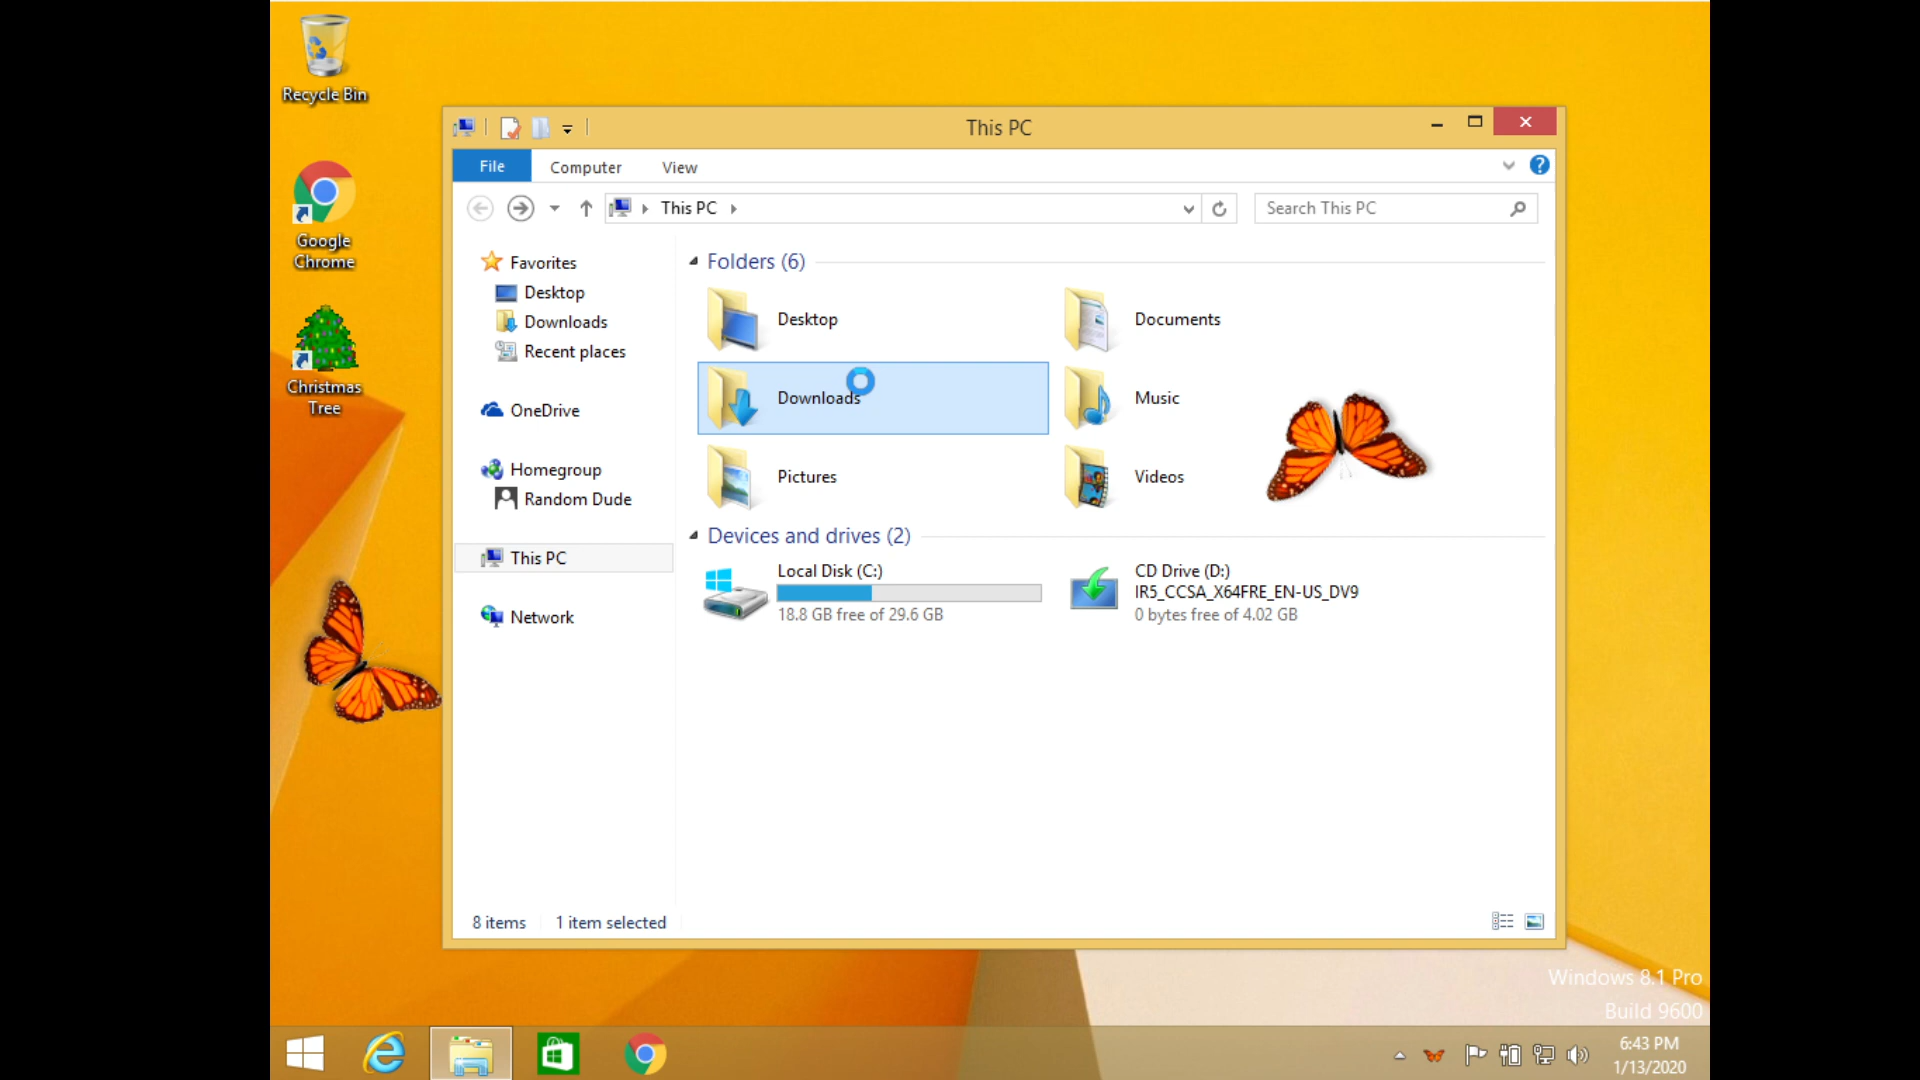 Recycle Bin
Google
Chrome
Christmas
Tree
This PC
File
Computer
View
This PC
Search This PC
Favorites
Desktop
Downloads
Recent places
OneDrive
Homegroup
Random Dude
This PC
Network
Folders (6)
Desktop
Documents
Downloads
Music
Pictures
Videos
Devices and drives (2)
Local Disk (C:)
18.8 GB free of 29.6 GB
CD Drive (D:)
IR5_CCSA_X64FRE_EN-US_DV9
0 bytes free of 4.02 GB
8 items
1 item selected
Windows 8.1 Pro
Build 9600
6:43 PM
1/13/2020